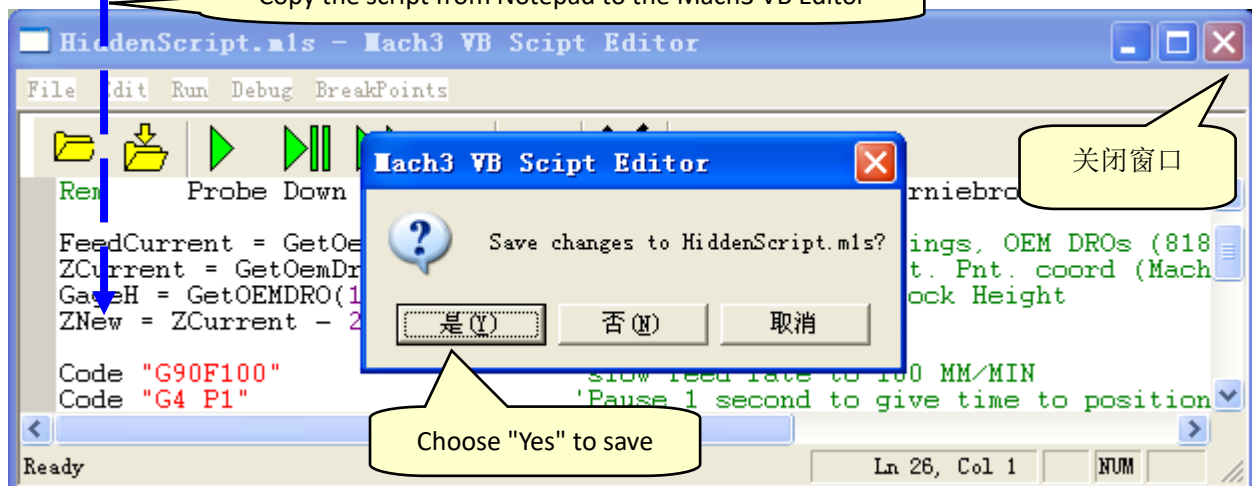 Copy the script from Notepad to the Mach3 VB Editor
HiddenScript.m1s - Mach3 VB Scipt Editor
File Edit Run Debug BreakPoints
关闭窗口
Mach3 VB Scipt Editor
Save changes to HiddenScript.m1s?
是(Y) 否(N) 取消
Rem Probe Down
FeedCurrent = ings, OEM DROs (818
ZCurrent = t. Pnt. coord (Mach
GageH = GetOEMDRO(1 Height
ZNew = ZCurrent - 2
Code "G90F100" 'Slow feed rate to 100 MM/MIN
Code "G4 P1" 'Pause 1 second to give time to position
Choose "Yes" to save
Ready Ln 26, Col 1 NUM